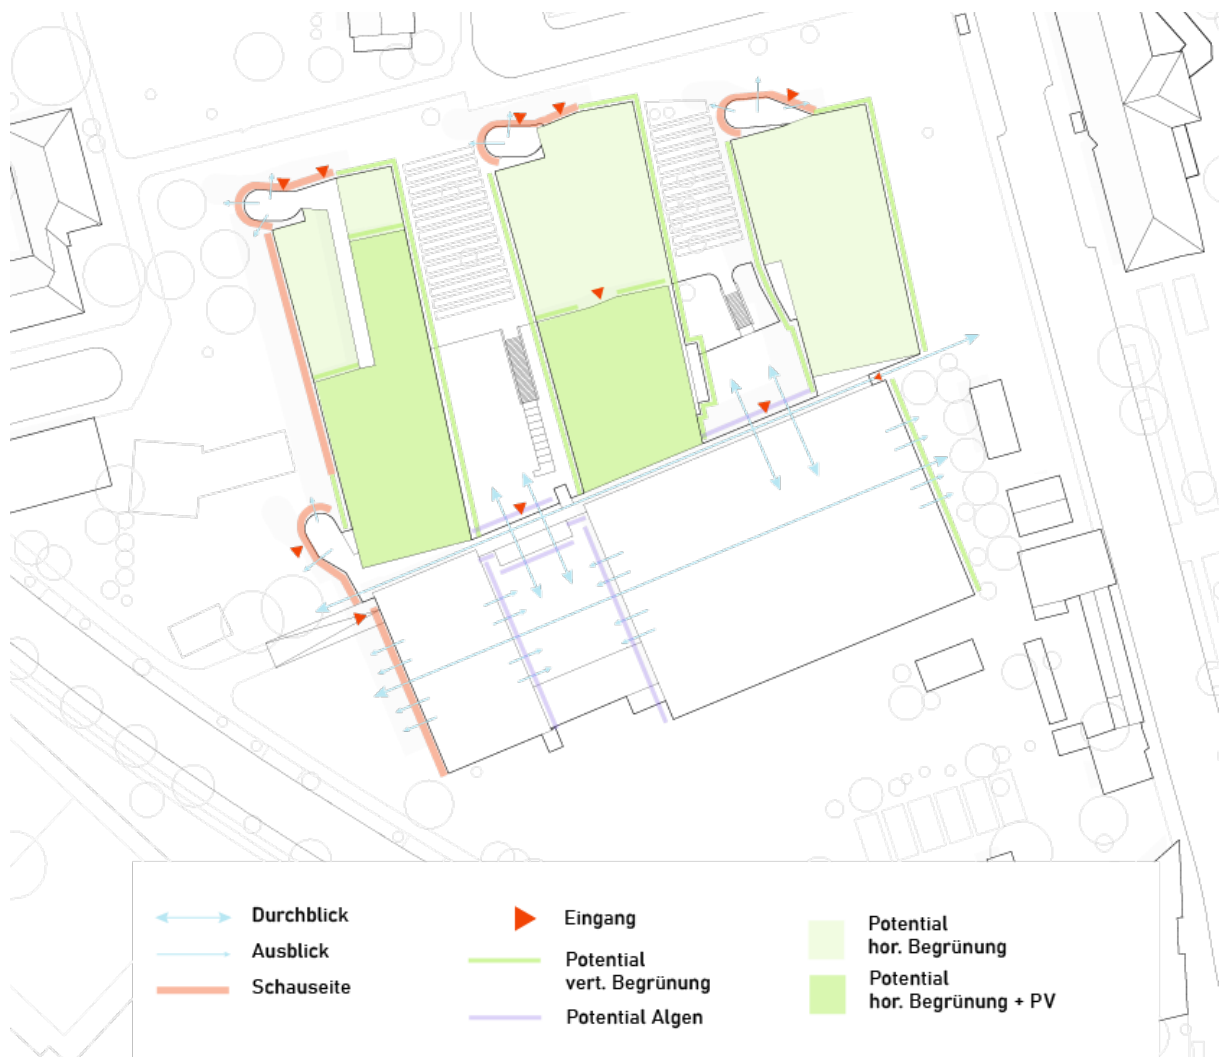 Durchblick
Ausblick
Schauseite
Eingang
Potential
vert. Begrünung
Potential Algen
Potential
hor. Begrünung
Potential
hor. Begrünung + PV